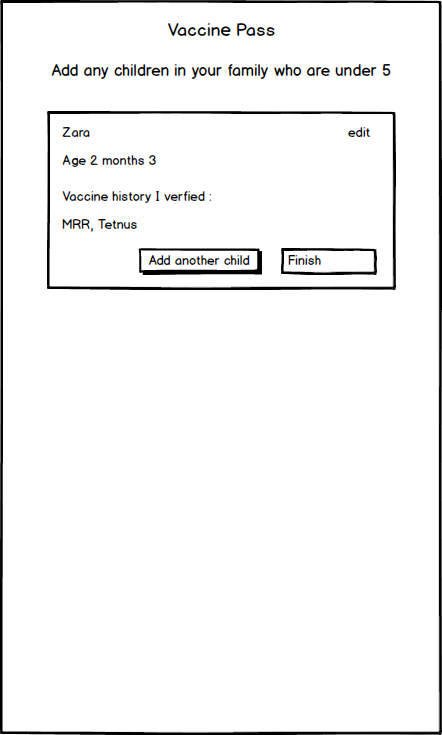 Vaccine Pass
Add any children in your family who are under 5
Zara edit
Age 2 months 3
Vaccine history I verfied :
MRR, Tetnus
Add another child Finish